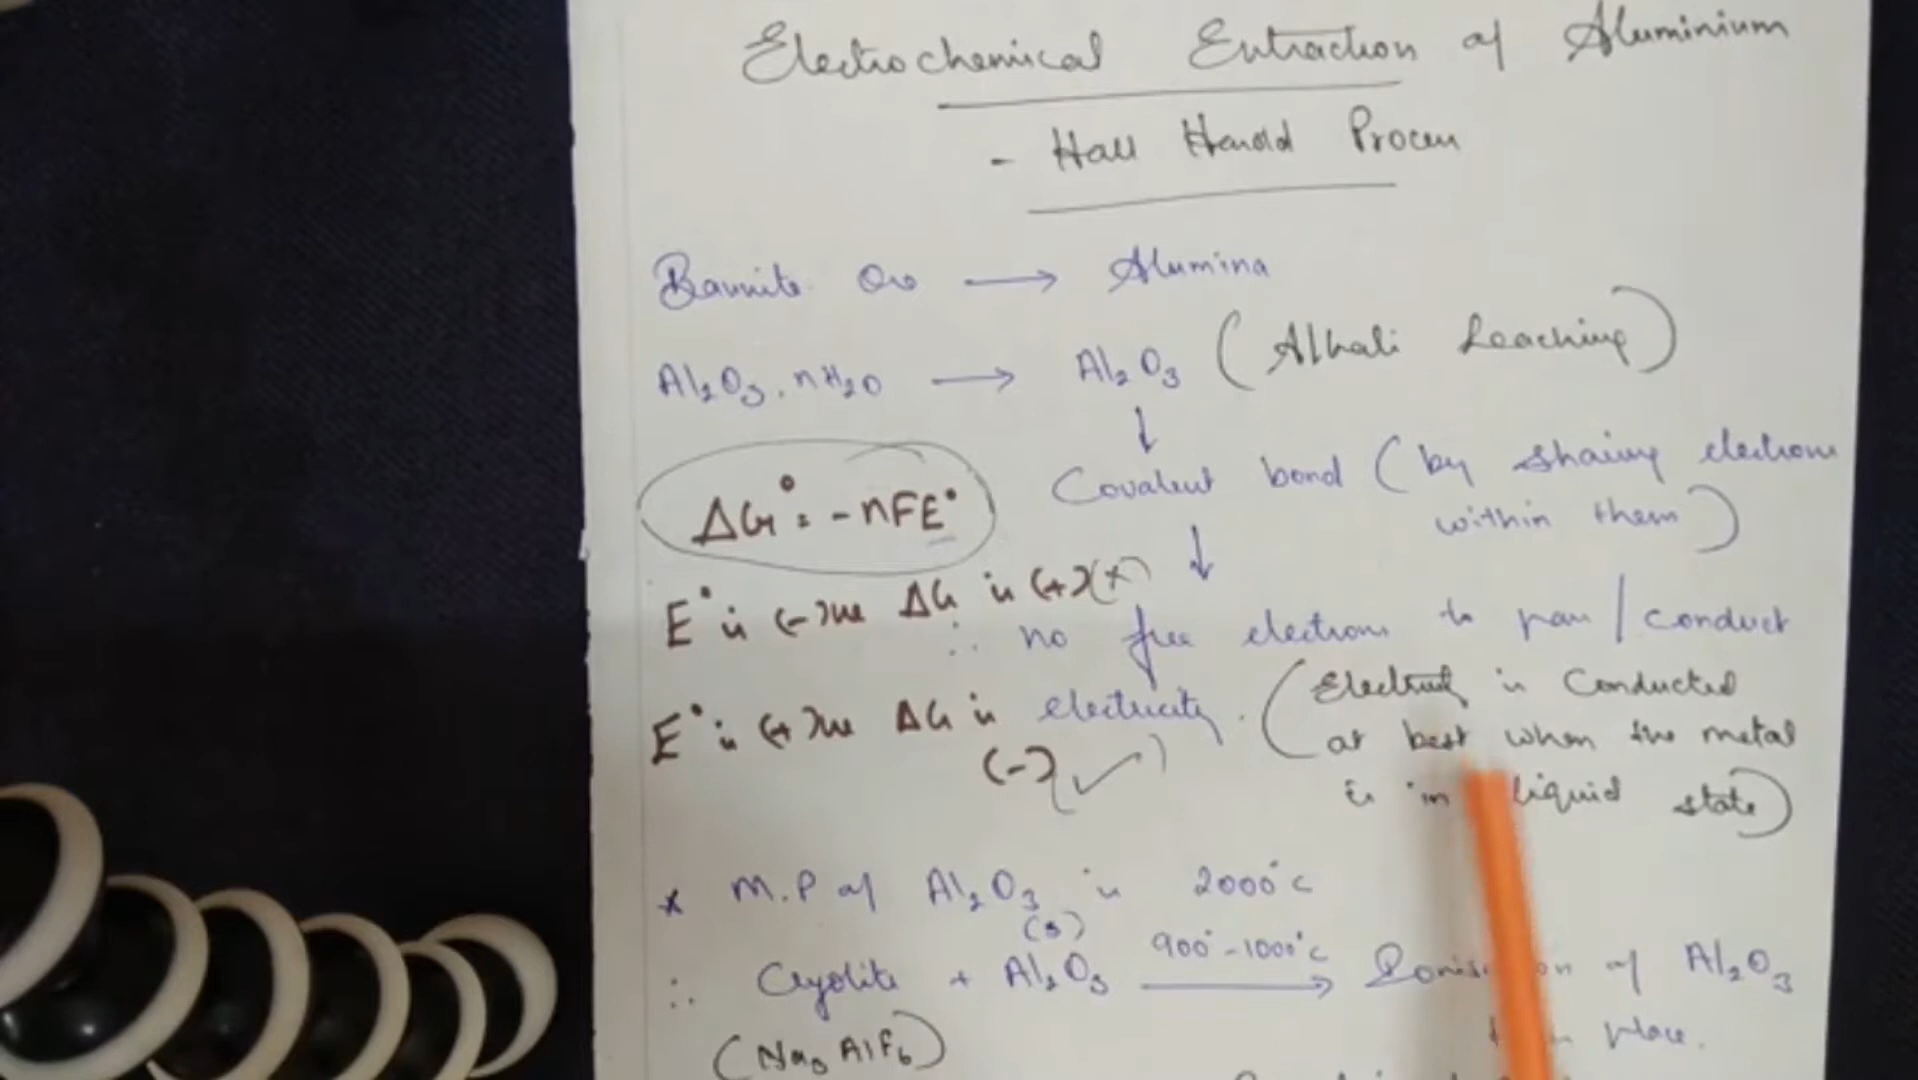 Electrochemical Extraction of Aluminium
- Hall Herold Process
Bauxite Ore → Alumina
Al₂O₃.nH₂O → Al₂O₃ (Alkali Leaching)
↓
Covalent bond (by sharing electrons
within them)
ΔG° = -nFE°
↓
E° is (-)ve ΔG is (+)(x)
∴ no free electrons to pass / conduct
electricity. (Electricity is conducted
at best when the metal
is in liquid state)
E° is (+)ve ΔG is
(-)(✓)
* M.P of Al₂O₃ is 2000°C
(s)
∴ Cryolite + Al₂O₃ 900°-1000°C → of Al₂O₃
(Na₃AlF₆) place.